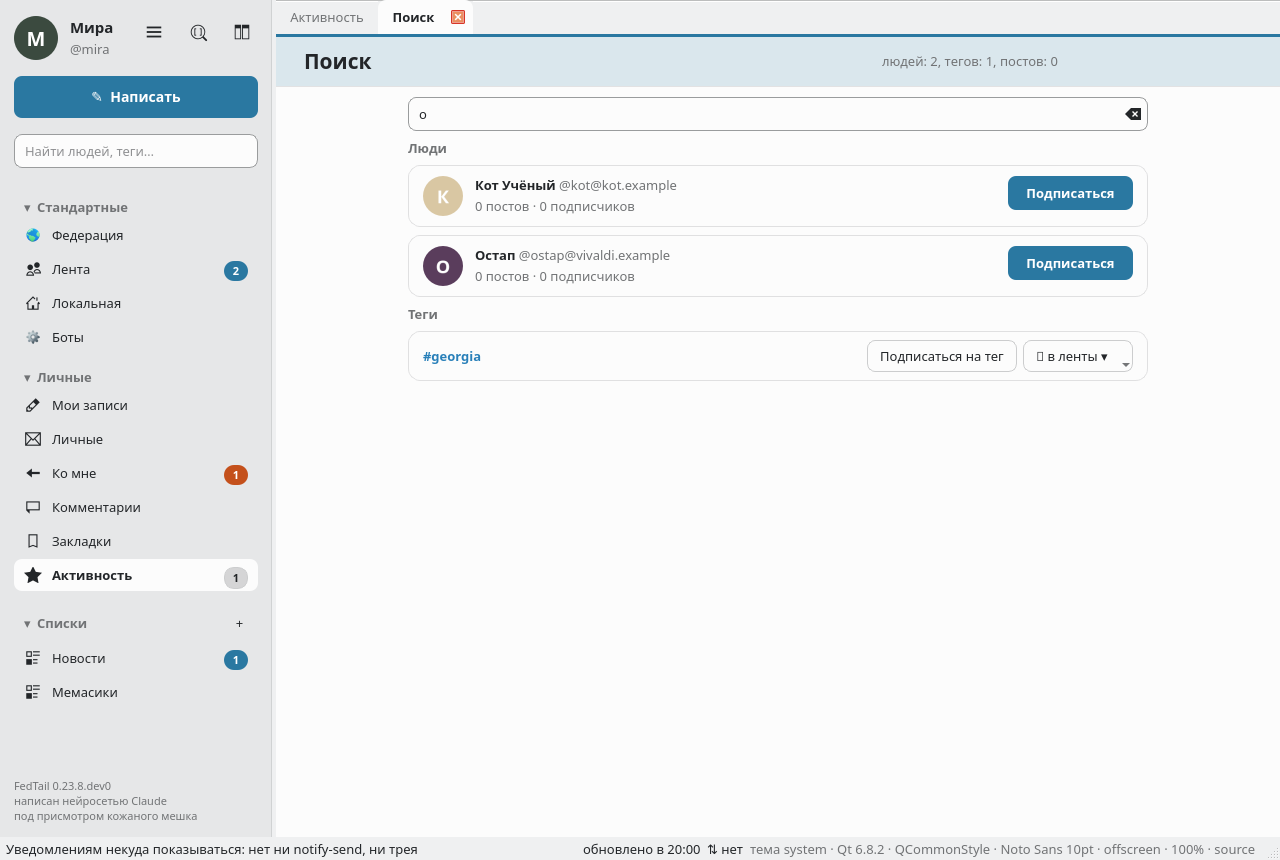 М
Мира
@mira
✎ Написать
Найти людей, теги...
▾ Стандартные
Федерация
Лента 2
Локальная
Боты
▾ Личные
Мои записи
Личные
Ко мне 1
Комментарии
Закладки
Активность 1
▾ Списки +
Новости 1
Мемасики
FedTail 0.23.8.dev0
написан нейросетью Claude
под присмотром кожаного мешка
Активность Поиск
Поиск людей: 2, тегов: 1, постов: 0
о
Люди
К
Кот Учёный @kot@kot.example
0 постов · 0 подписчиков
Подписаться
О
Остап @ostap@vivaldi.example
0 постов · 0 подписчиков
Подписаться
Теги
#georgia Подписаться на тег в ленты ▾
Уведомлениям некуда показываться: нет ни notify-send, ни трея обновлено в 20:00 ⇅ нет тема system · Qt 6.8.2 · QCommonStyle · Noto Sans 10pt · offscreen · 100% · source